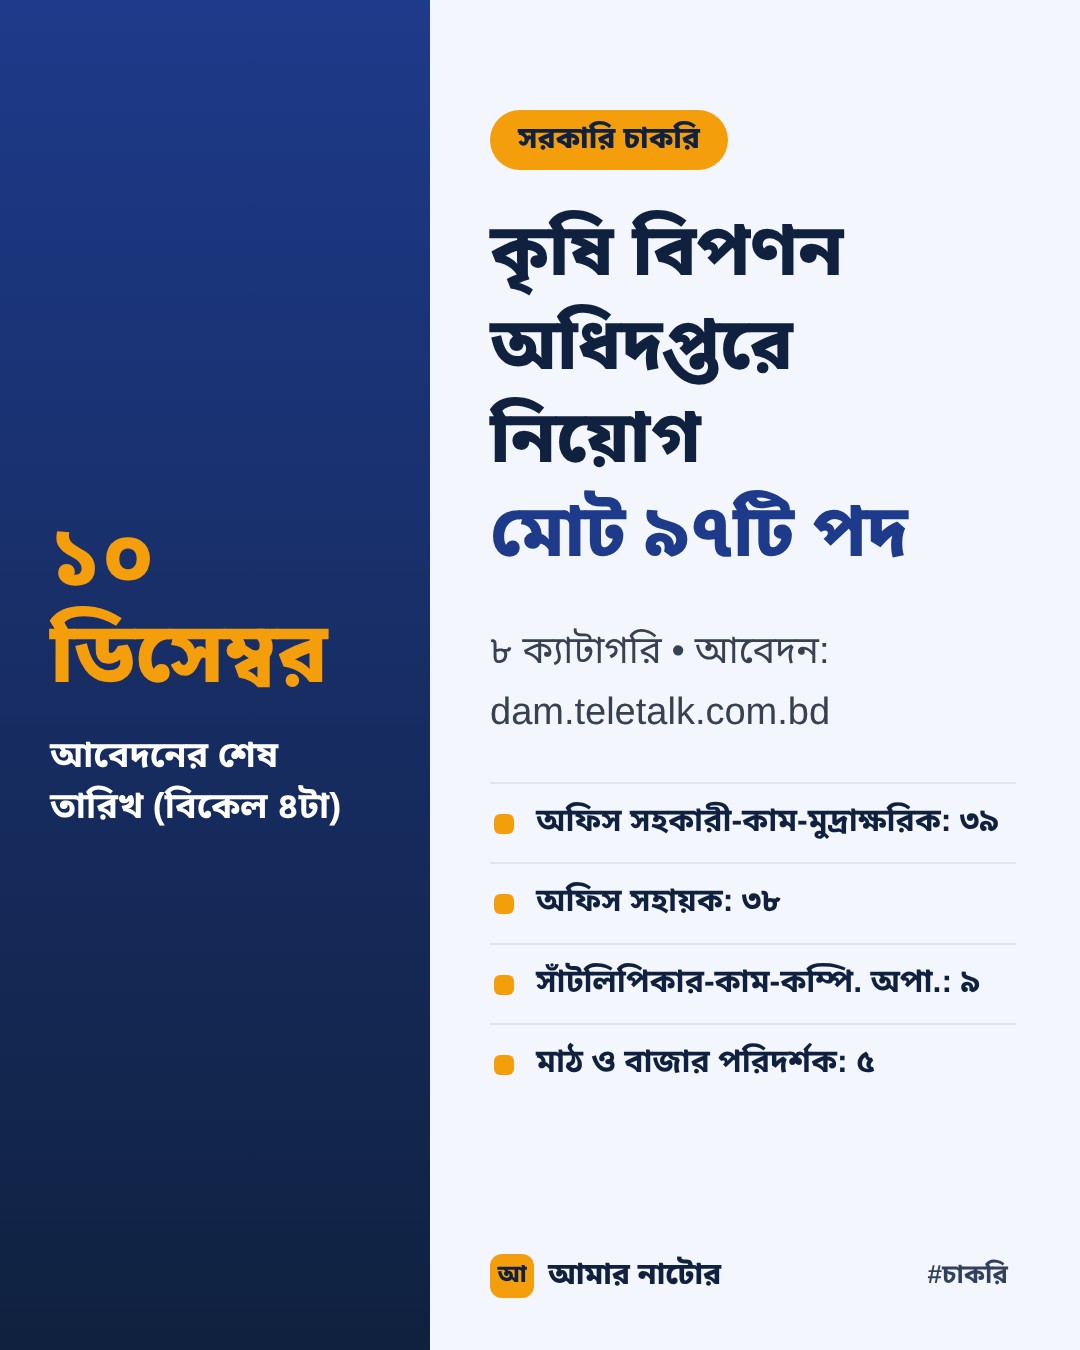 ১০
ডিসেম্বর
আবেদনের শেষ
তারিখ (বিকেল ৪টা)
সরকারি চাকরি
কৃষি বিপণন
অধিদপ্তরে
নিয়োগ
মোট ৯৭টি পদ
৮ ক্যাটাগরি • আবেদন:
dam.teletalk.com.bd
অফিস সহকারী-কাম-মুদ্রাক্ষরিক: ৩৯
অফিস সহায়ক: ৩৮
সাঁটলিপিকার-কাম-কম্পি. অপা.: ৯
মাঠ ও বাজার পরিদর্শক: ৫
আ আমার নাটোর
#চাকরি